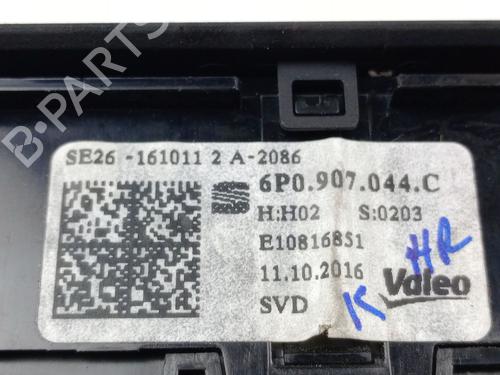 SE26 -161011 2 A-2086
6P0.907.044.C
H:H02 S:0203
E10816851
11.10.2016
SVD
Valeo
HR
K
B-PARTS